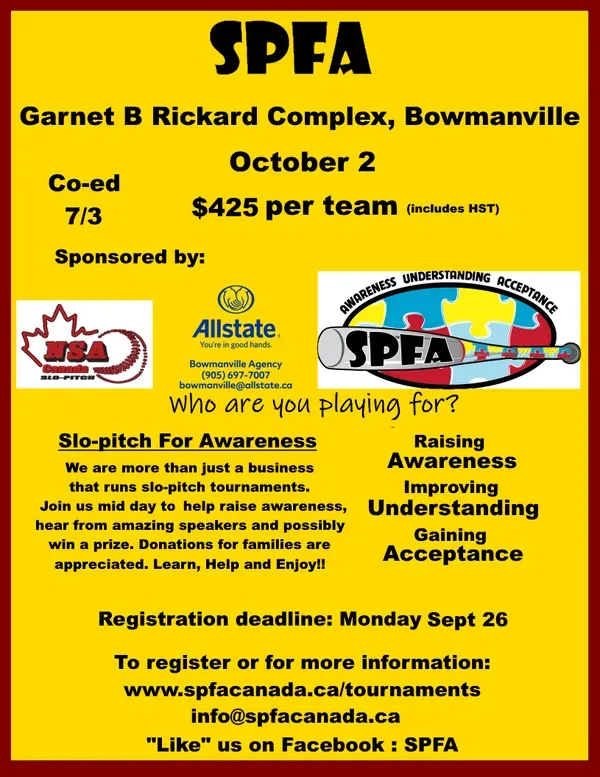 SPFA
Garnet B Rickard Complex, Bowmanville
October 2
Co-ed
7/3
$425 per team (includes HST)
Sponsored by:
NSA
Canada
SLO-PITCH
Allstate.
You're in good hands.
Bowmanville Agency
(905) 697-7007
bowmanville@allstate.ca
AWARENESS UNDERSTANDING ACCEPTANCE
SPFA
Who are you playing for?
Slo-pitch For Awareness
We are more than just a business
that runs slo-pitch tournaments.
Join us mid day to help raise awareness,
hear from amazing speakers and possibly
win a prize. Donations for families are
appreciated. Learn, Help and Enjoy!!
Raising
Awareness
Improving
Understanding
Gaining
Acceptance
Registration deadline: Monday Sept 26
To register or for more information:
www.spfacanada.ca/tournaments
info@spfacanada.ca
"Like" us on Facebook : SPFA